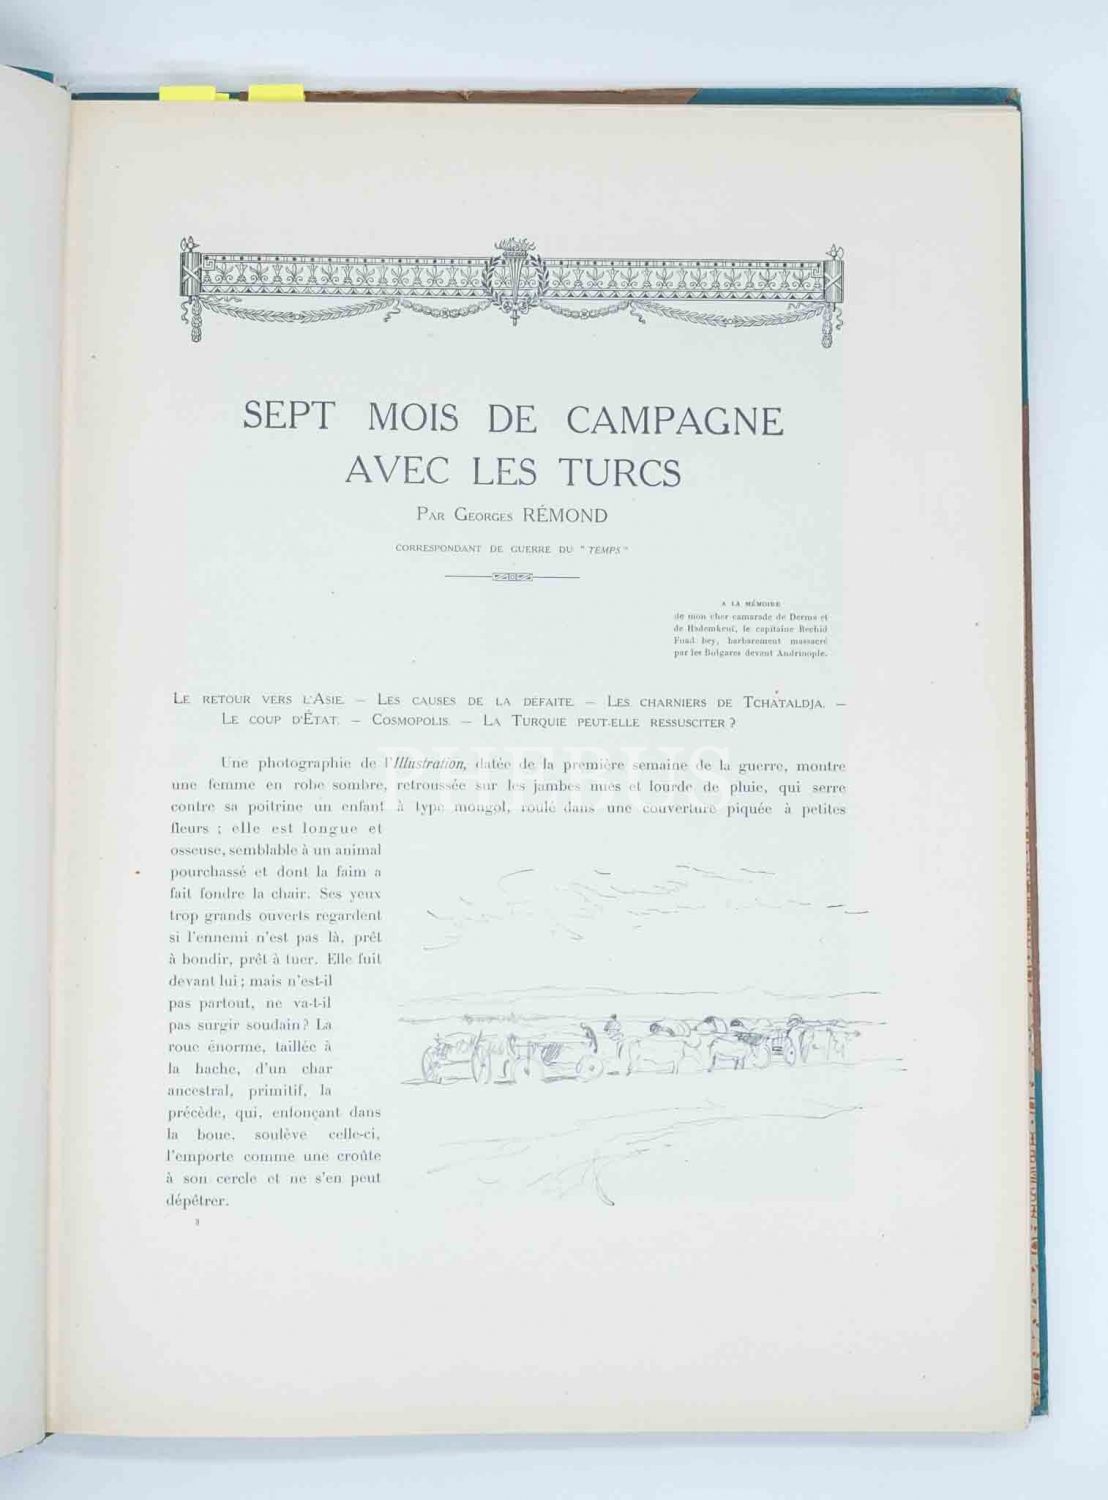 SEPT MOIS DE CAMPAGNE
AVEC LES TURCS
PAR GEORGES RÉMOND
CORRESPONDANT DE GUERRE DU "TEMPS"
A LA MÉMOIRE
de mon cher camarade de Derma et
de Hademkeuï, le capitaine Rechid
Fuad bey, barbarement massacré
par les Bulgares devant Andrinople.
LE RETOUR VERS L'ASIE. — LES CAUSES DE LA DÉFAITE. — LES CHARNIERS DE TCHATALDJA. —
LE COUP D'ÉTAT. — COSMOPOLIS. — LA TURQUIE PEUT-ELLE RESSUSCITER ?
PHEBUS
Une photographie de l'Illustration, datée de la première semaine de la guerre, montre
une femme en robe sombre, retroussée sur les jambes nues et lourde de pluie, qui serre
contre sa poitrine un enfant à type mongol, roulé dans une couverture piquée à petites
fleurs ; elle est longue et
osseuse, semblable à un animal
pourchassé et dont la faim a
fait fondre la chair. Ses yeux
trop grands ouverts regardent
si l'ennemi n'est pas là, prêt
à bondir, prêt à tuer. Elle fuit
devant lui ; mais n'est-il
pas partout, ne va-t-il
pas surgir soudain ? La
roue énorme, taillée à
la hache, d'un char
ancestral, primitif, la
précède, qui, enfonçant dans
la boue, soulève celle-ci,
l'emporte comme une croûte
à son cercle et ne s'en peut
dépêtrer.
3